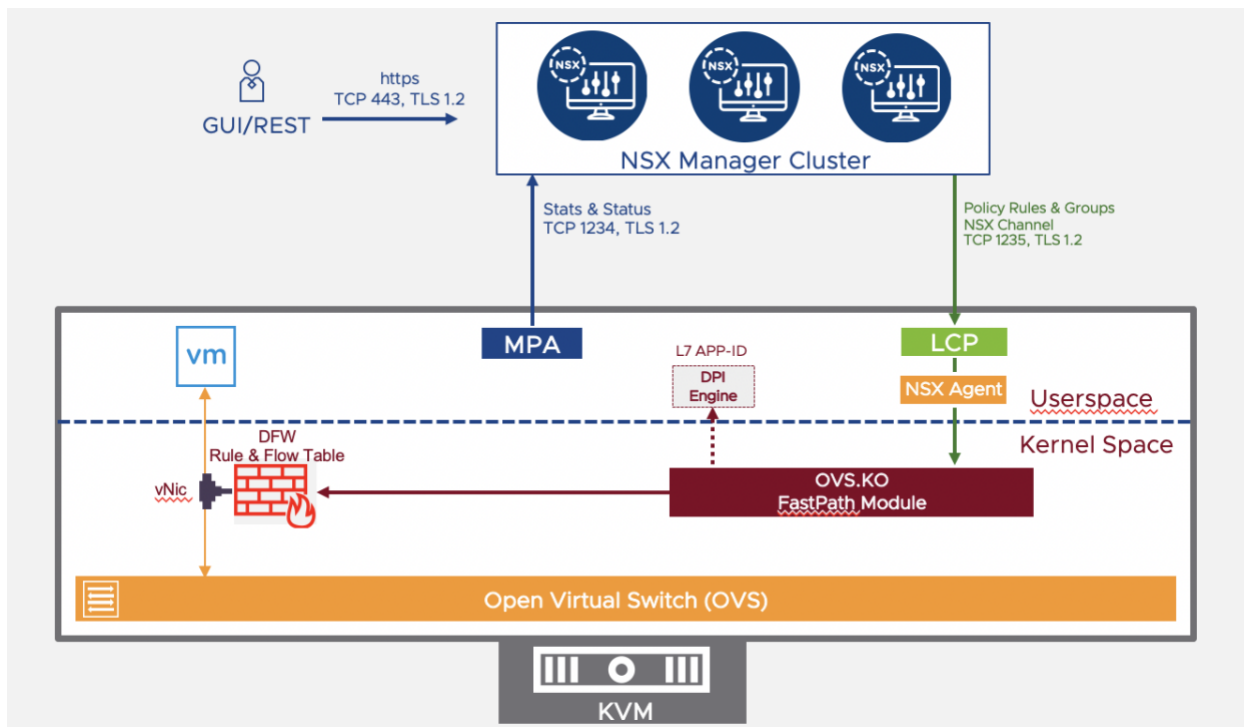 NSX
NSX
NSX
https
TCP 443, TLS 1.2
GUI/REST
NSX Manager Cluster
Stats & Status
TCP 1234, TLS 1.2
Policy Rules & Groups
NSX Channel
TCP 1235, TLS 1.2
vm
MPA
L7 APP-ID
DPI
Engine
LCP
NSX Agent
Userspace
Kernel Space
DFW
Rule & Flow Table
vNic
OVS.KO
FastPath Module
Open Virtual Switch (OVS)
KVM